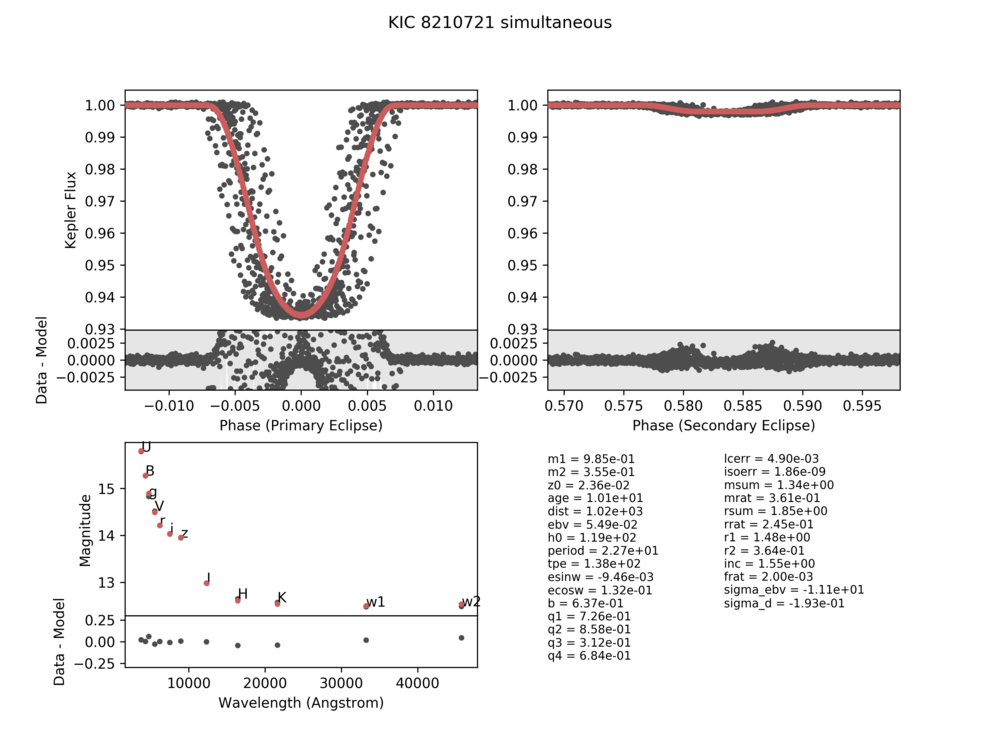 KIC 8210721 simultaneous
1.00
0.99
0.98
0.97
0.96
0.95
0.94
0.93
Kepler Flux
0.0025
0.0000
−0.0025
Data - Model
−0.010 −0.005 0.000 0.005 0.010
Phase (Primary Eclipse)
1.00
0.99
0.98
0.97
0.96
0.95
0.94
0.93
0.0025
0.0000
−0.0025
0.570 0.575 0.580 0.585 0.590 0.595
Phase (Secondary Eclipse)
15
14
13
Magnitude
U
B
g
V
r
i
z
J
H
K
w1
w2
0.25
0.00
−0.25
Data - Model
10000 20000 30000 40000
Wavelength (Angstrom)
m1 = 9.85e-01
m2 = 3.55e-01
z0 = 2.36e-02
age = 1.01e+01
dist = 1.02e+03
ebv = 5.49e-02
h0 = 1.19e+02
period = 2.27e+01
tpe = 1.38e+02
esinw = -9.46e-03
ecosw = 1.32e-01
b = 6.37e-01
q1 = 7.26e-01
q2 = 8.58e-01
q3 = 3.12e-01
q4 = 6.84e-01
lcerr = 4.90e-03
isoerr = 1.86e-09
msum = 1.34e+00
mrat = 3.61e-01
rsum = 1.85e+00
rrat = 2.45e-01
r1 = 1.48e+00
r2 = 3.64e-01
inc = 1.55e+00
frat = 2.00e-03
sigma_ebv = -1.11e+01
sigma_d = -1.93e-01